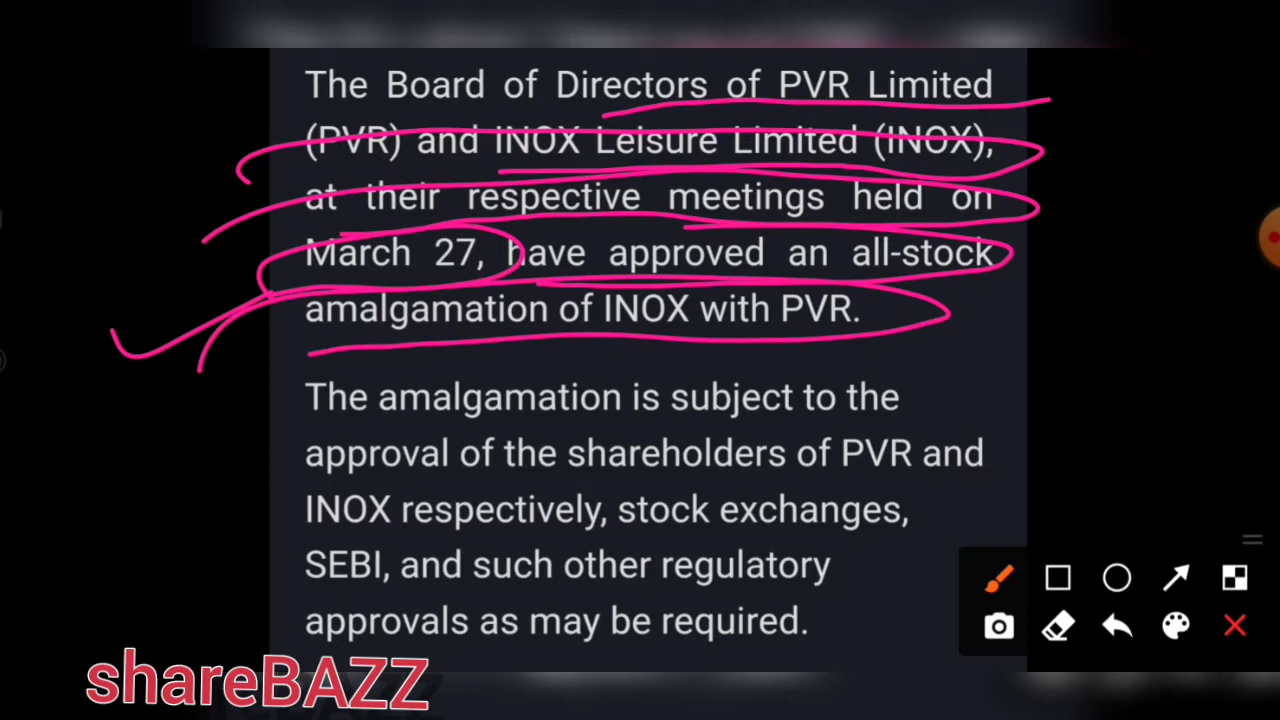 The Board of Directors of PVR Limited
(PVR) and INOX Leisure Limited (INOX),
at their respective meetings held on
March 27, have approved an all-stock
amalgamation of INOX with PVR.
The amalgamation is subject to the
approval of the shareholders of PVR and
INOX respectively, stock exchanges,
SEBI, and such other regulatory
approvals as may be required.
shareBAZZ